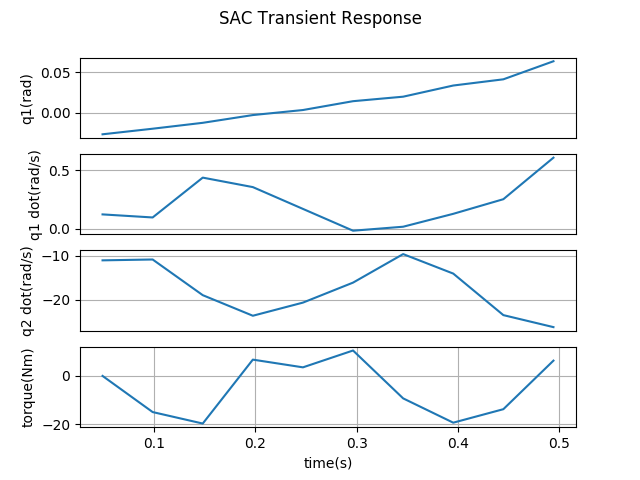 SAC Transient Response
q1(rad)
0.05
0.00
q1 dot(rad/s)
0.5
0.0
q2 dot(rad/s)
−10
−20
torque(Nm)
0
−20
0.1 0.2 0.3 0.4 0.5
time(s)